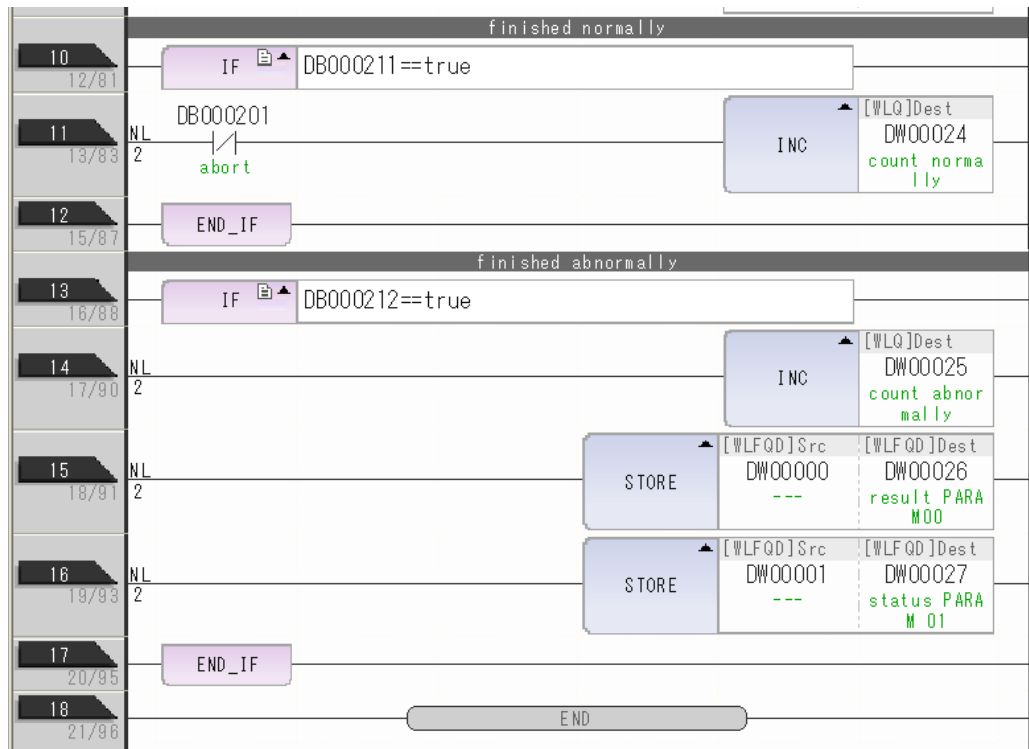 finished normally
10
12/81
IF DB000211==true
DB000201
[WLQ]Dest
11
NL
INC
DW00024
13/83
2
abort
count norma
lly
12
15/87
END_IF
finished abnormally
13
16/88
IF DB000212==true
[WLQ]Dest
14
NL
INC
DW00025
17/90
2
count abnor
mally
[WLFQD]Src [WLFQD]Dest
15
NL
STORE
DW00000 DW00026
18/91
2
--- result PARA
M00
[WLFQD]Src [WLFQD]Dest
16
NL
STORE
DW00001 DW00027
19/93
2
--- status PARA
M 01
17
20/95
END_IF
18
21/96
END